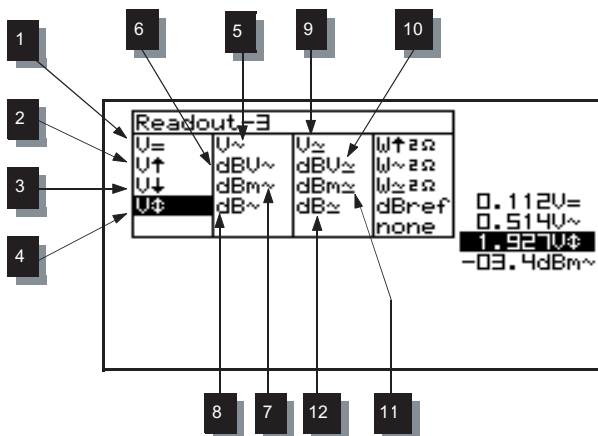 6 5 9 10
1
2
3
4
Readout-3
V= V~ V≃ W↑2Ω
V↑ dBV~ dBV≃ W~2Ω
V↓ dBm~ dBm≃ W≃2Ω
V⇕ dB~ dB≃ dBref
none
0.112V=
0.514V~
1.927V⇕
-03.4dBm~
8 7 12 11